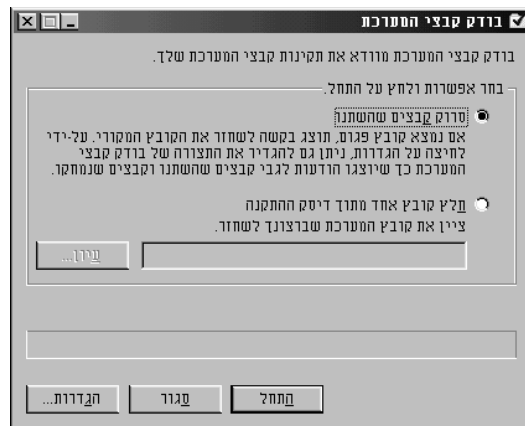 בודק קבצי המערכת
בודק קבצי המערכת מוודא את תקינות קבצי המערכת שלך.
בחר אפשרות ולחץ על התחל.
סרוק קבצים שהשתנו
אם נמצא קובץ פגום, תוצג בקשה לשחזר את הקובץ המקורי. על-ידי
לחיצה על הגדרות, ניתן גם להגדיר את התצורה של בודק קבצי
המערכת כך שיוצגו הודעות לגבי קבצים שהשתנו וקבצים שנמחקו.
חלץ קובץ אחד מתוך דיסק ההתקנה
ציין את קובץ המערכת שברצונך לשחזר.
עיון...
התחל
סגור
הגדרות...